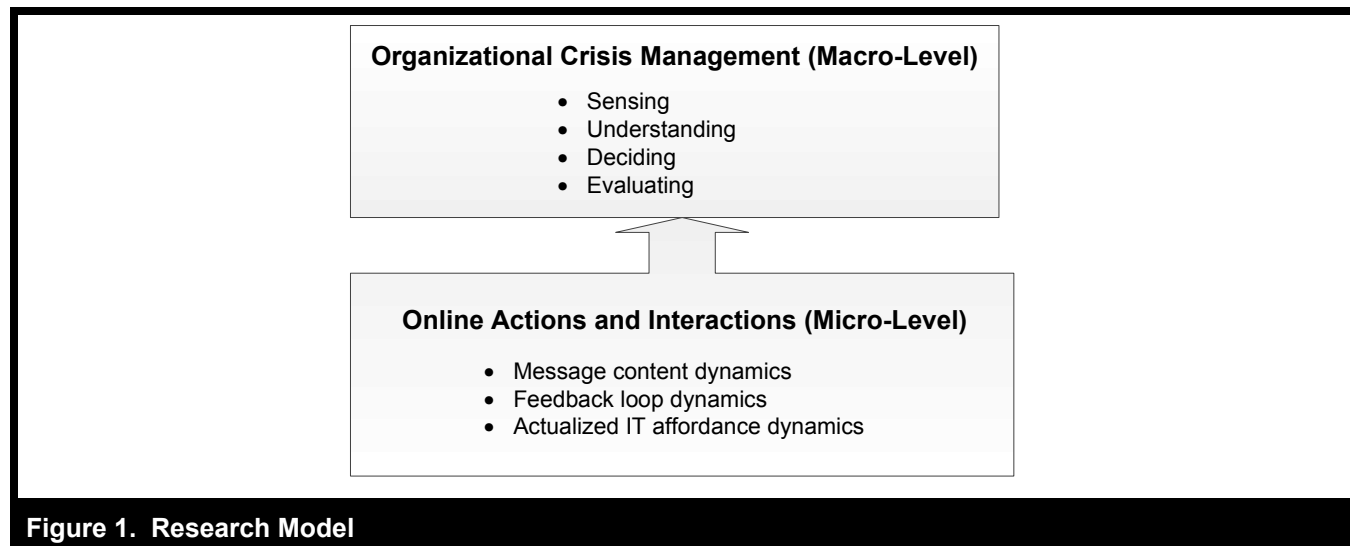 Organizational Crisis Management (Macro-Level)
• Sensing
• Understanding
• Deciding
• Evaluating
Online Actions and Interactions (Micro-Level)
• Message content dynamics
• Feedback loop dynamics
• Actualized IT affordance dynamics
Figure 1. Research Model